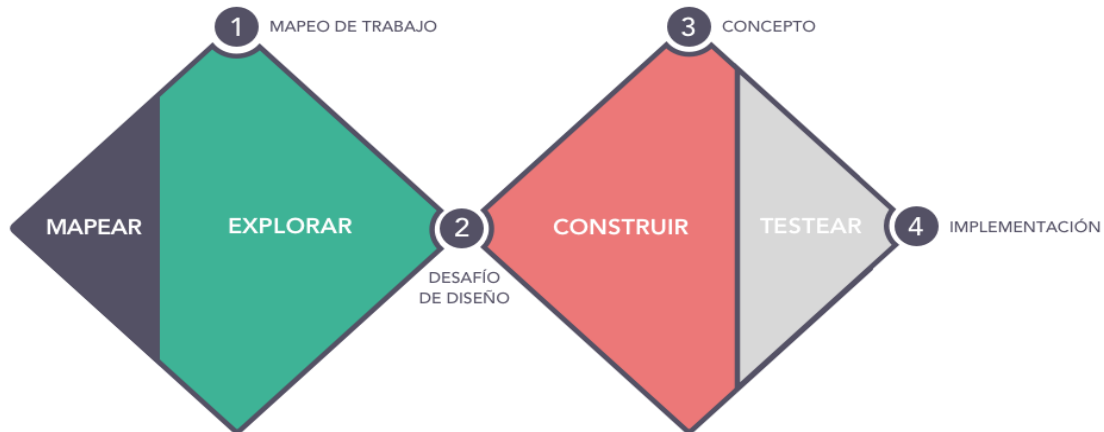 1 MAPEO DE TRABAJO
3 CONCEPTO
MAPEAR
EXPLORAR
2
DESAFÍO
DE DISEÑO
CONSTRUIR
TESTEAR
4 IMPLEMENTACIÓN